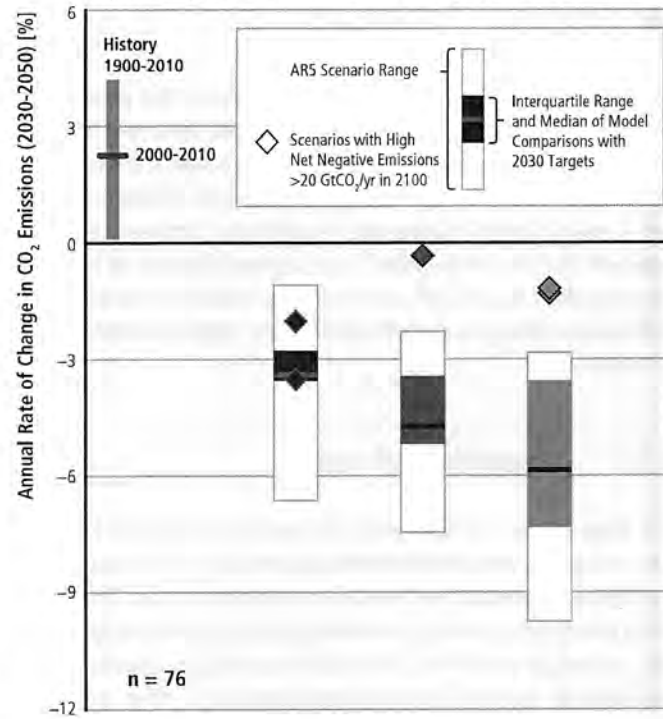 Annual Rate of Change in CO₂ Emissions (2030-2050) [%]
6
3
0
−3
−6
−9
−12
History
1900-2010
2000-2010
AR5 Scenario Range
Interquartile Range
and Median of Model
Comparisons with
2030 Targets
Scenarios with High
Net Negative Emissions
>20 GtCO₂/yr in 2100
n = 76